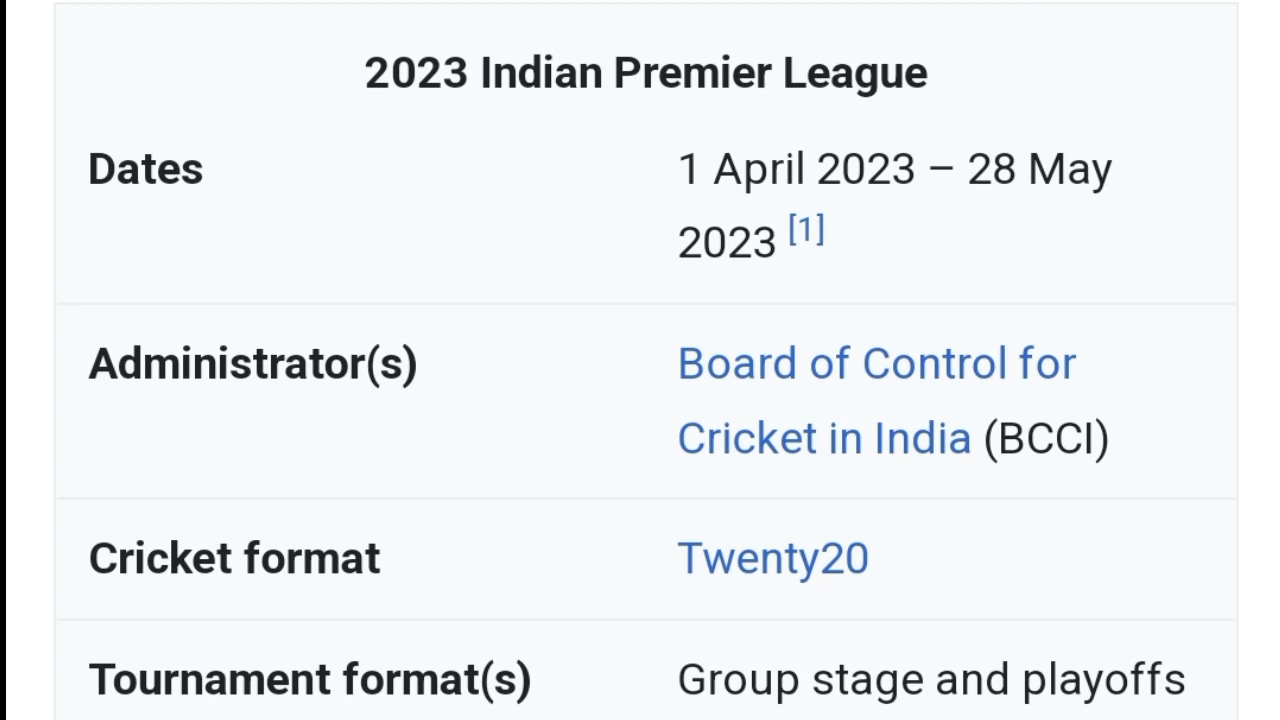 2023 Indian Premier League
Dates
1 April 2023 – 28 May
2023 [1]
Administrator(s)
Board of Control for
Cricket in India (BCCI)
Cricket format
Twenty20
Tournament format(s)
Group stage and playoffs